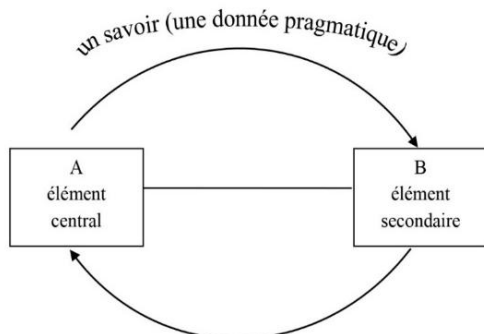 un savoir (une donnée pragmatique)
A
élément
central
B
élément
secondaire